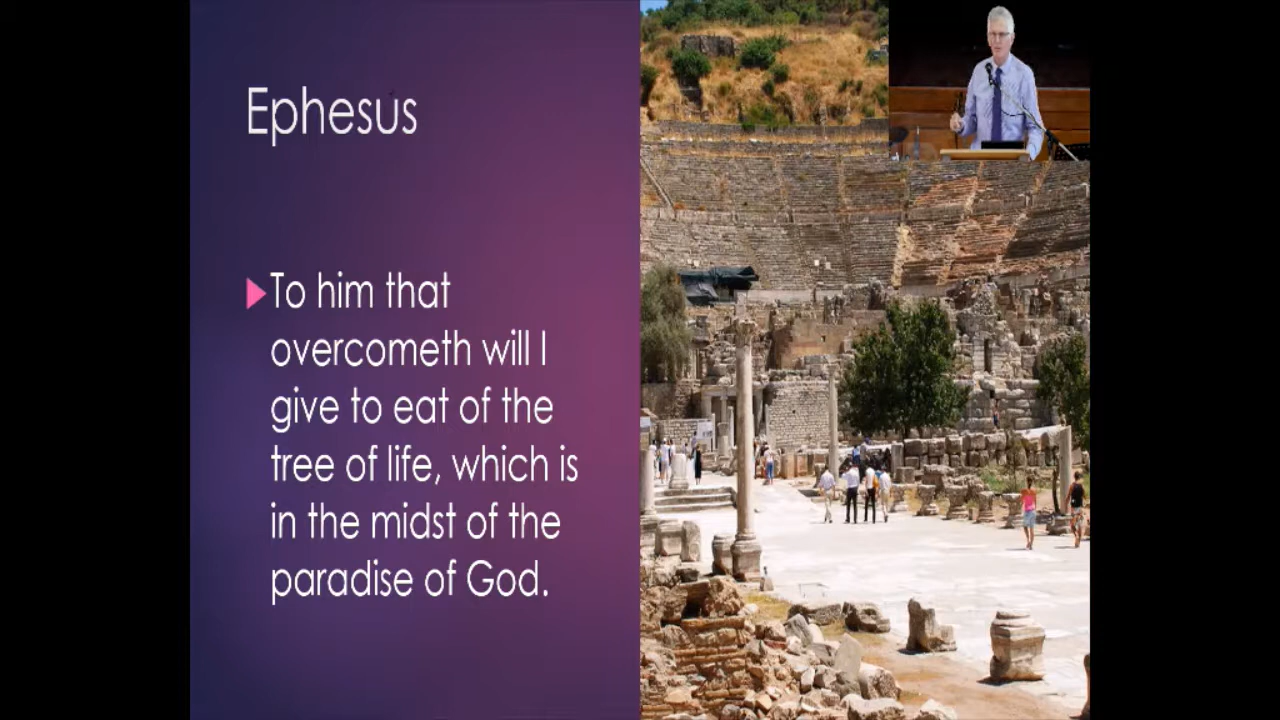 Ephesus
To him that
overcometh will I
give to eat of the
tree of life, which is
in the midst of the
paradise of God.